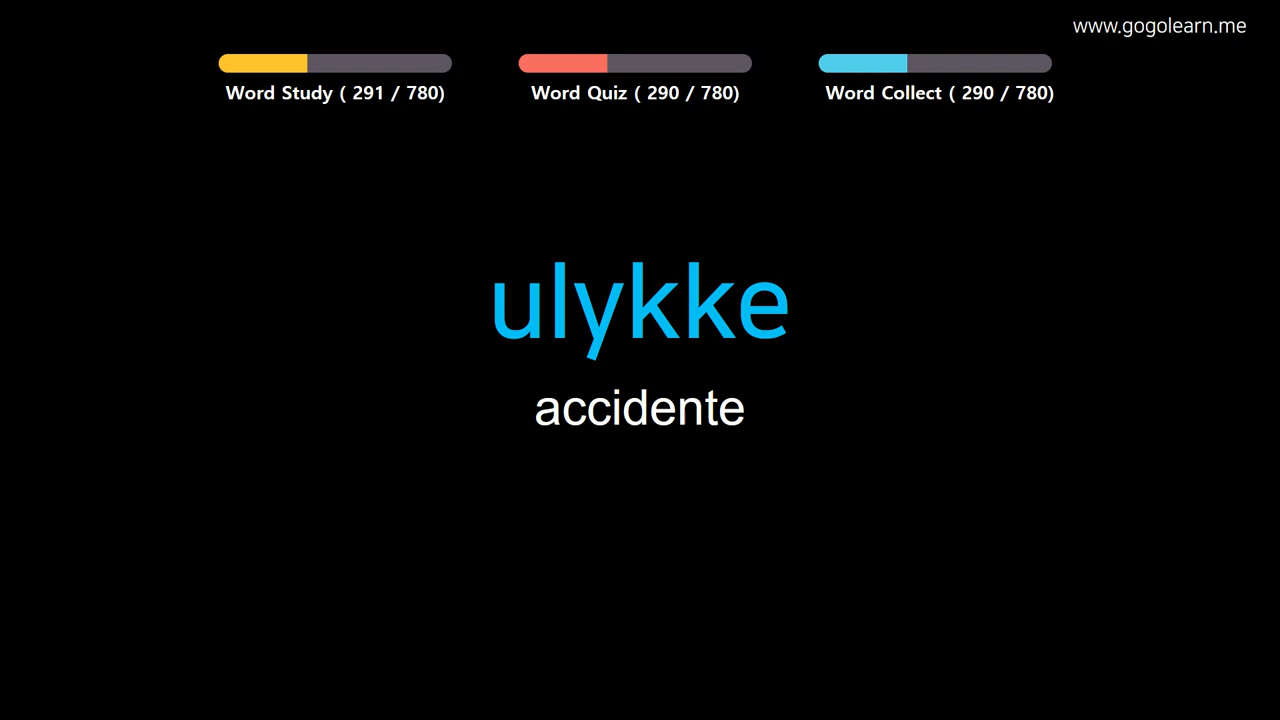 www.gogolearn.me
Word Study ( 291 / 780)
Word Quiz ( 290 / 780)
Word Collect ( 290 / 780)
ulykke
accidente